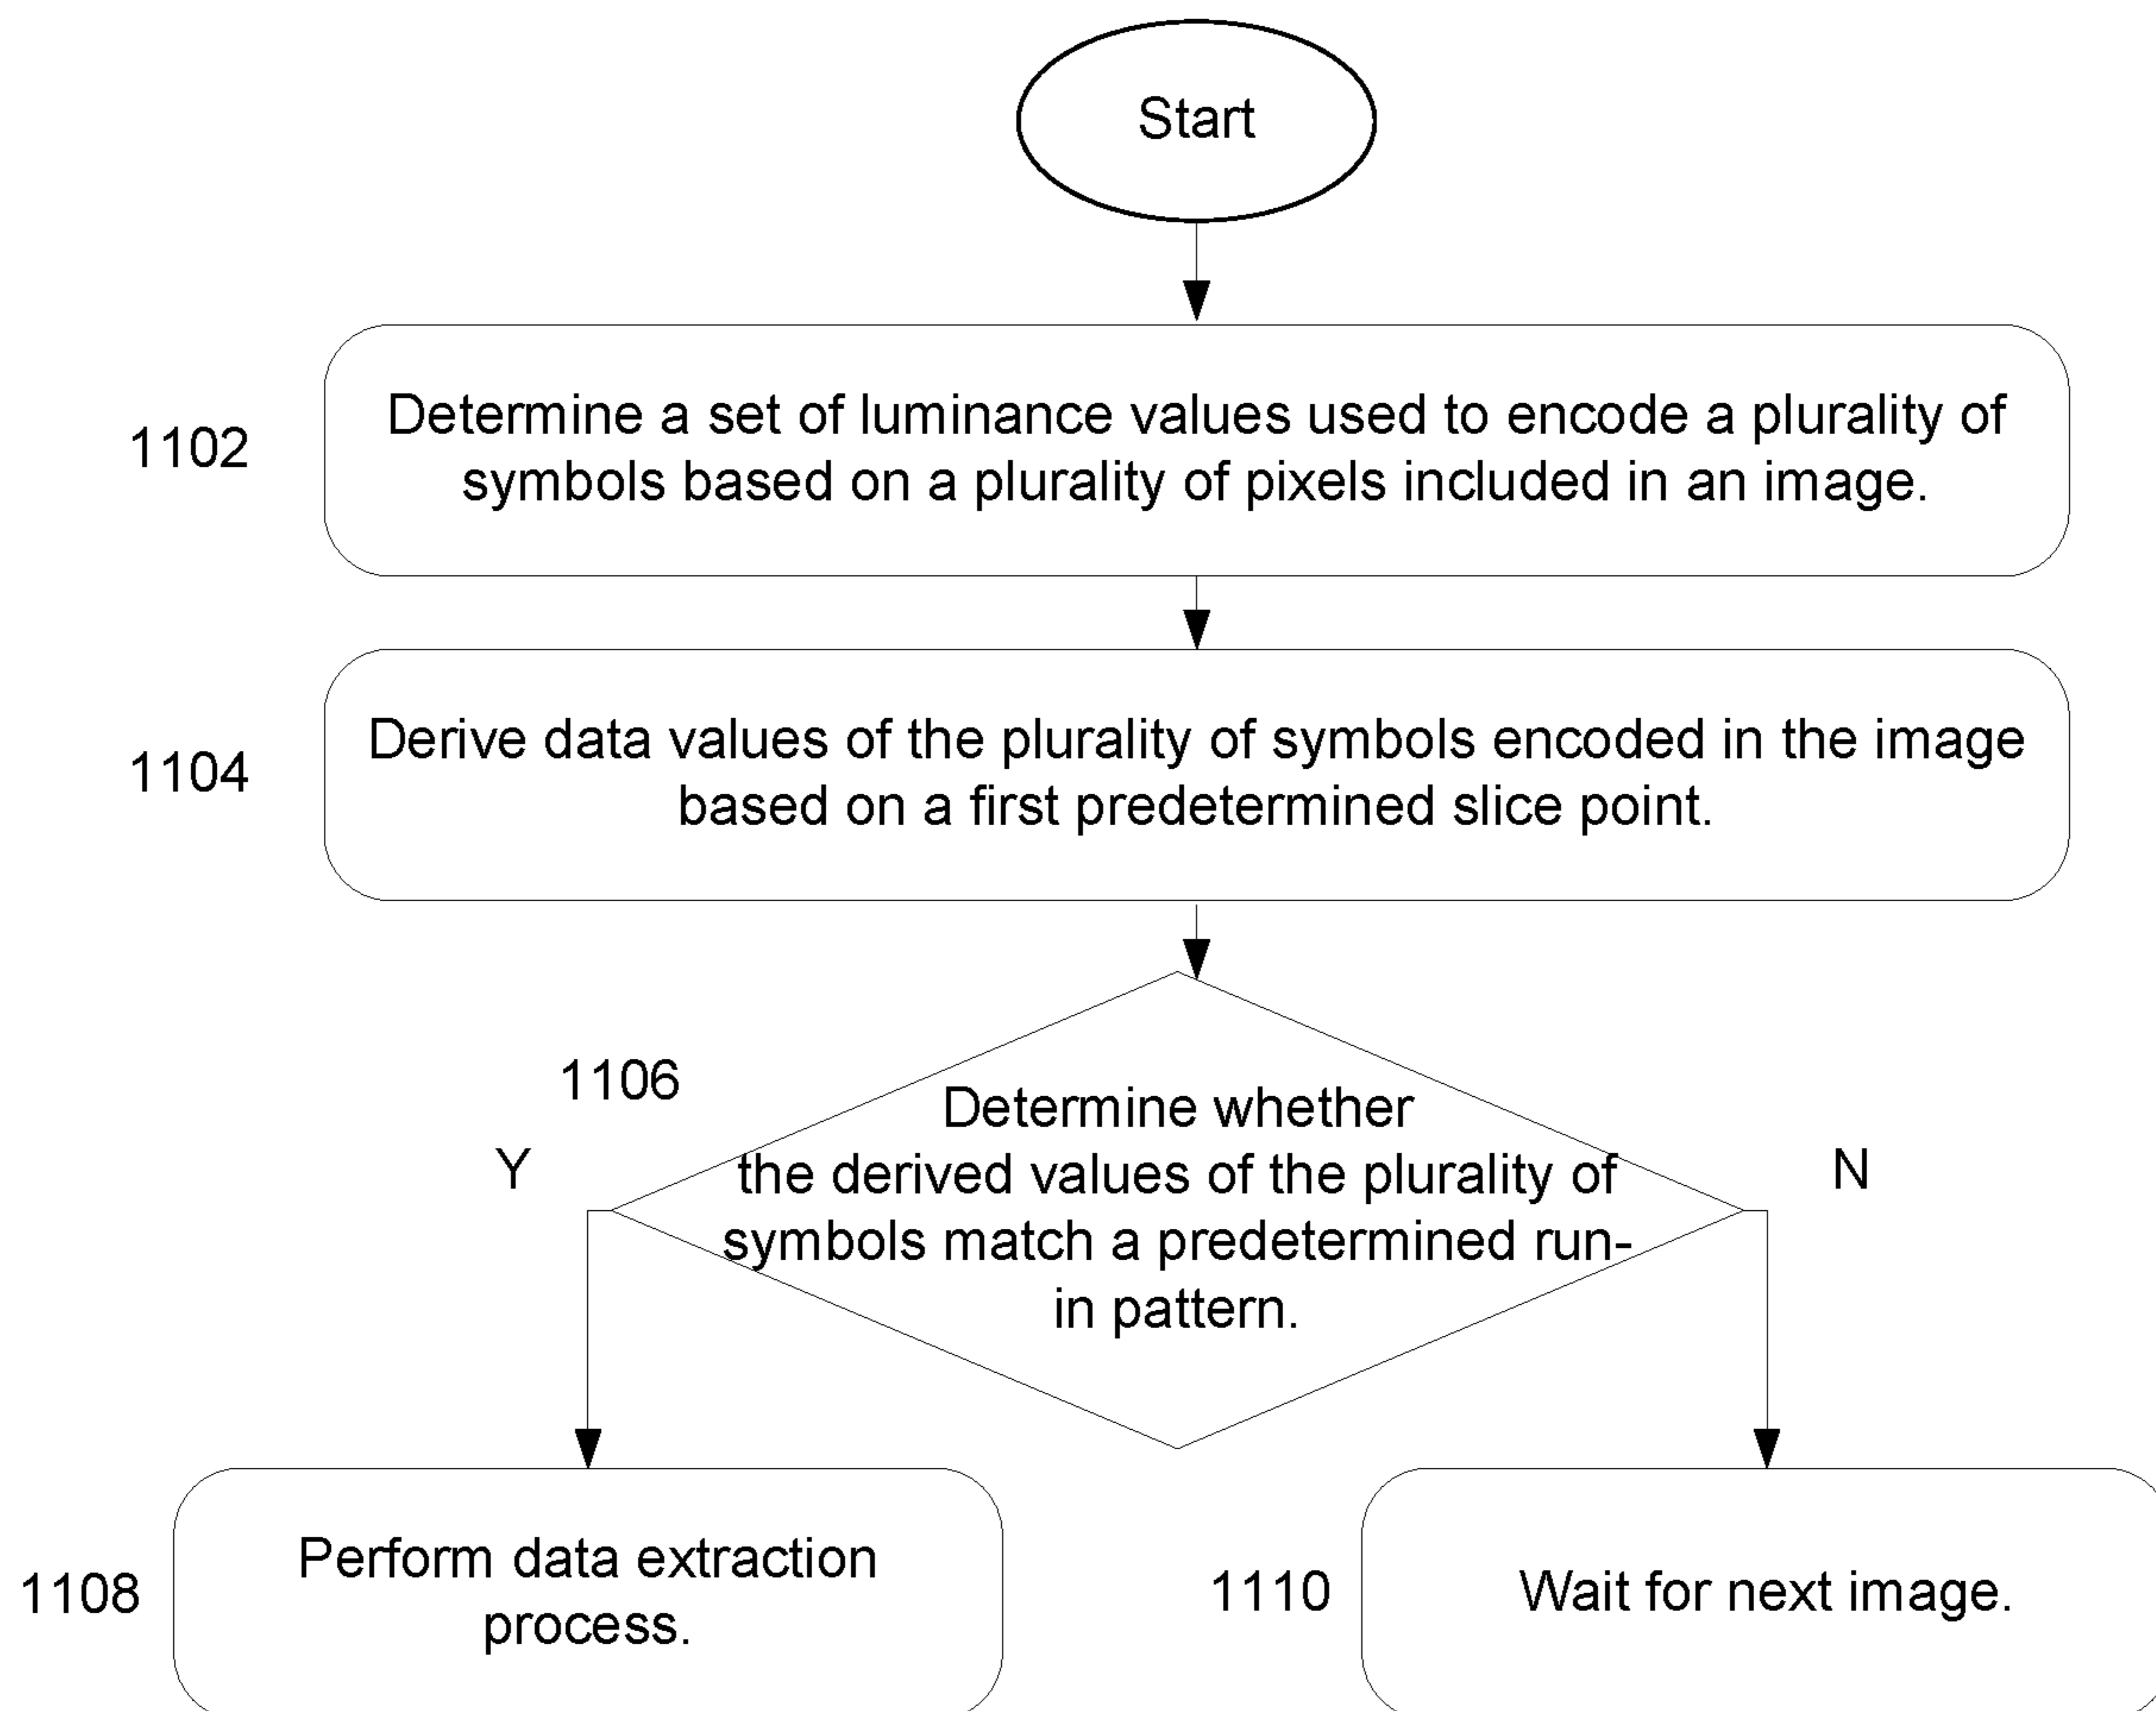 Start
1102
Determine a set of luminance values used to encode a plurality of
symbols based on a plurality of pixels included in an image.
1104
Derive data values of the plurality of symbols encoded in the image
based on a first predetermined slice point.
1106
Y
N
Determine whether
the derived values of the plurality of
symbols match a predetermined run-
in pattern.
1108
Perform data extraction
process.
1110
Wait for next image.